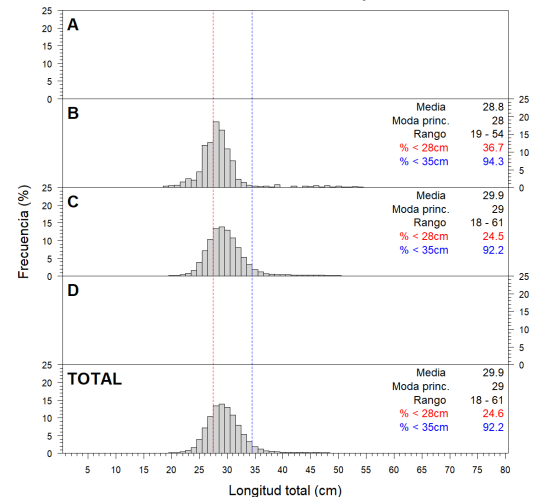 25
20
15
10
5
0
A
25
20
15
10
5
0
B
Media 28.8
Moda princ. 28
Rango 19 - 54
% < 28cm 36.7
% < 35cm 94.3
25
20
15
10
5
0
C
Media 29.9
Moda princ. 29
Rango 18 - 61
% < 28cm 24.5
% < 35cm 92.2
25
20
15
10
5
0
D
25
20
15
10
5
0
TOTAL
Media 29.9
Moda princ. 29
Rango 18 - 61
% < 28cm 24.6
% < 35cm 92.2
Frecuencia (%)
5 10 15 20 25 30 35 40 45 50 55 60 65 70 75 80
Longitud total (cm)